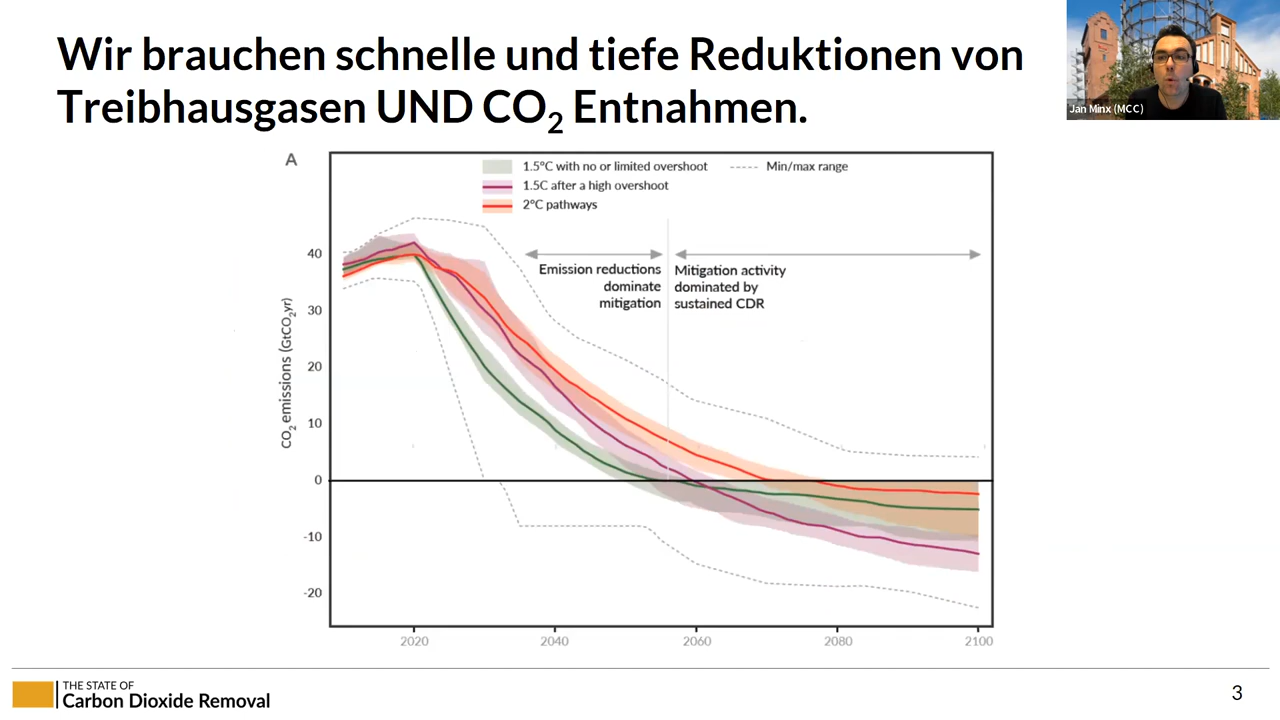 Wir brauchen schnelle und tiefe Reduktionen von
Treibhausgasen UND CO₂ Entnahmen.
Jan Minx (MCC)
A
1.5°C with no or limited overshoot
Min/max range
1.5C after a high overshoot
2°C pathways
Emission reductions
dominate
mitigation
Mitigation activity
dominated by
sustained CDR
CO₂ emissions (GtCO₂yr)
40
30
20
10
0
-10
-20
2020
2040
2060
2080
2100
THE STATE OF
Carbon Dioxide Removal
3